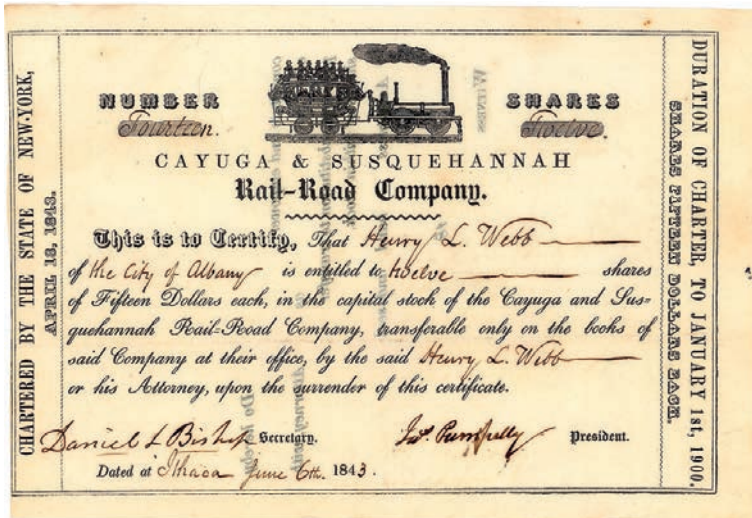 CHARTERED BY THE STATE OF NEW-YORK,
APRIL 18, 1843.
NUMBER
Fourteen.
SHARES
Twelve.
CAYUGA & SUSQUEHANNAH
Rail-Road Company.
This is to Certify, That Henry L. Webb
of the City of Albany is entitled to twelve shares
of Fifteen Dollars each, in the capital stock of the Cayuga and Sus-
quehannah Rail-Road Company, transferable only on the books of
said Company at their office, by the said Henry L. Webb
or his Attorney, upon the surrender of this certificate.
Daniel L Bishop Secretary. Jas. Pumpelly President.
Dated at Ithaca June 6th. 1843.
DURATION OF CHARTER, TO JANUARY 1st, 1900.
SHARES FIFTEEN DOLLARS EACH.
WITNESS